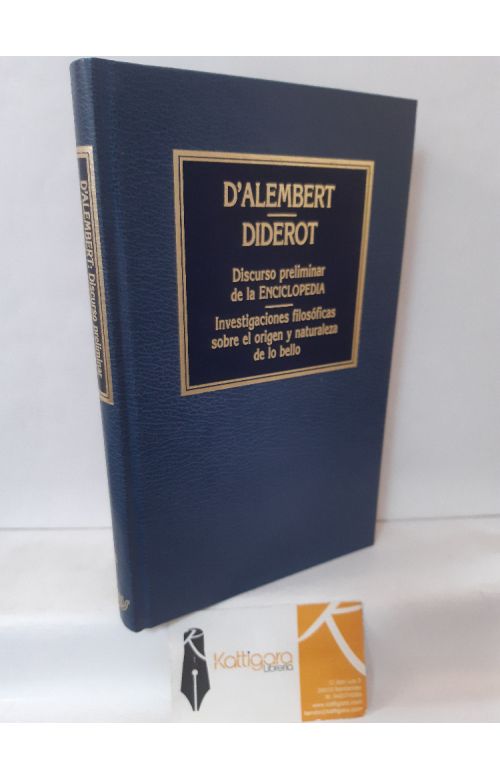 D'ALEMBERT
DIDEROT
Discurso preliminar
de la ENCICLOPEDIA
Investigaciones filosóficas
sobre el origen y naturaleza
de lo bello
D'ALEMBERT: Discurso preliminar
Kattigara
Librería